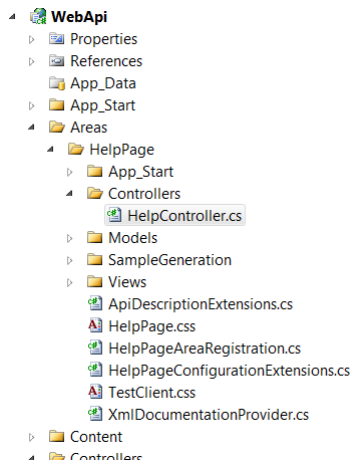 WebApi
Properties
References
App_Data
App_Start
Areas
HelpPage
App_Start
Controllers
HelpController.cs
Models
SampleGeneration
Views
ApiDescriptionExtensions.cs
HelpPage.css
HelpPageAreaRegistration.cs
HelpPageConfigurationExtensions.cs
TestClient.css
XmlDocumentationProvider.cs
Content
Controllers